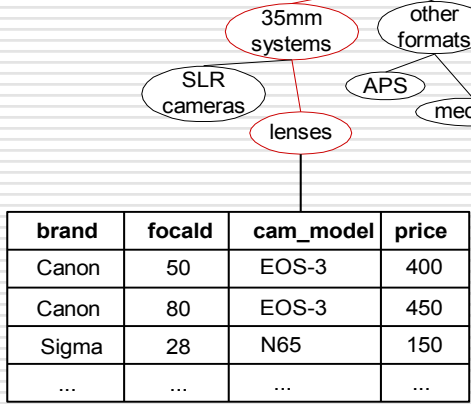 35mm
systems
other
formats
SLR
cameras
APS
lenses
brand focald cam_model price
Canon 50 EOS-3 400
Canon 80 EOS-3 450
Sigma 28 N65 150
... ... ... ...